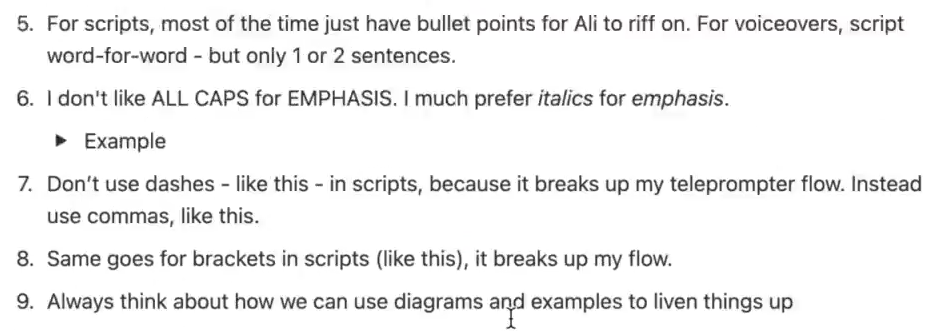 5. For scripts, most of the time just have bullet points for Ali to riff on. For voiceovers, script
word-for-word - but only 1 or 2 sentences.
6. I don't like ALL CAPS for EMPHASIS. I much prefer italics for emphasis.
Example
7. Don't use dashes - like this - in scripts, because it breaks up my teleprompter flow. Instead
use commas, like this.
8. Same goes for brackets in scripts (like this), it breaks up my flow.
9. Always think about how we can use diagrams and examples to liven things up